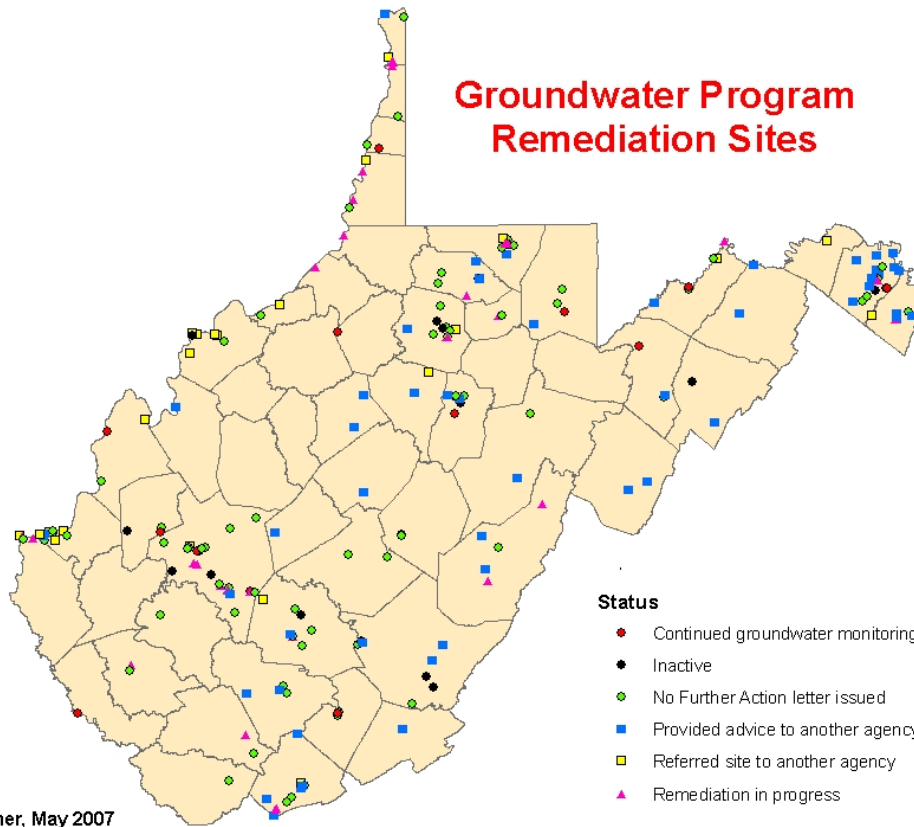 Groundwater Program
Remediation Sites
Status
Continued groundwater monitoring
Inactive
No Further Action letter issued
Provided advice to another agency
Referred site to another agency
Remediation in progress
May 2007